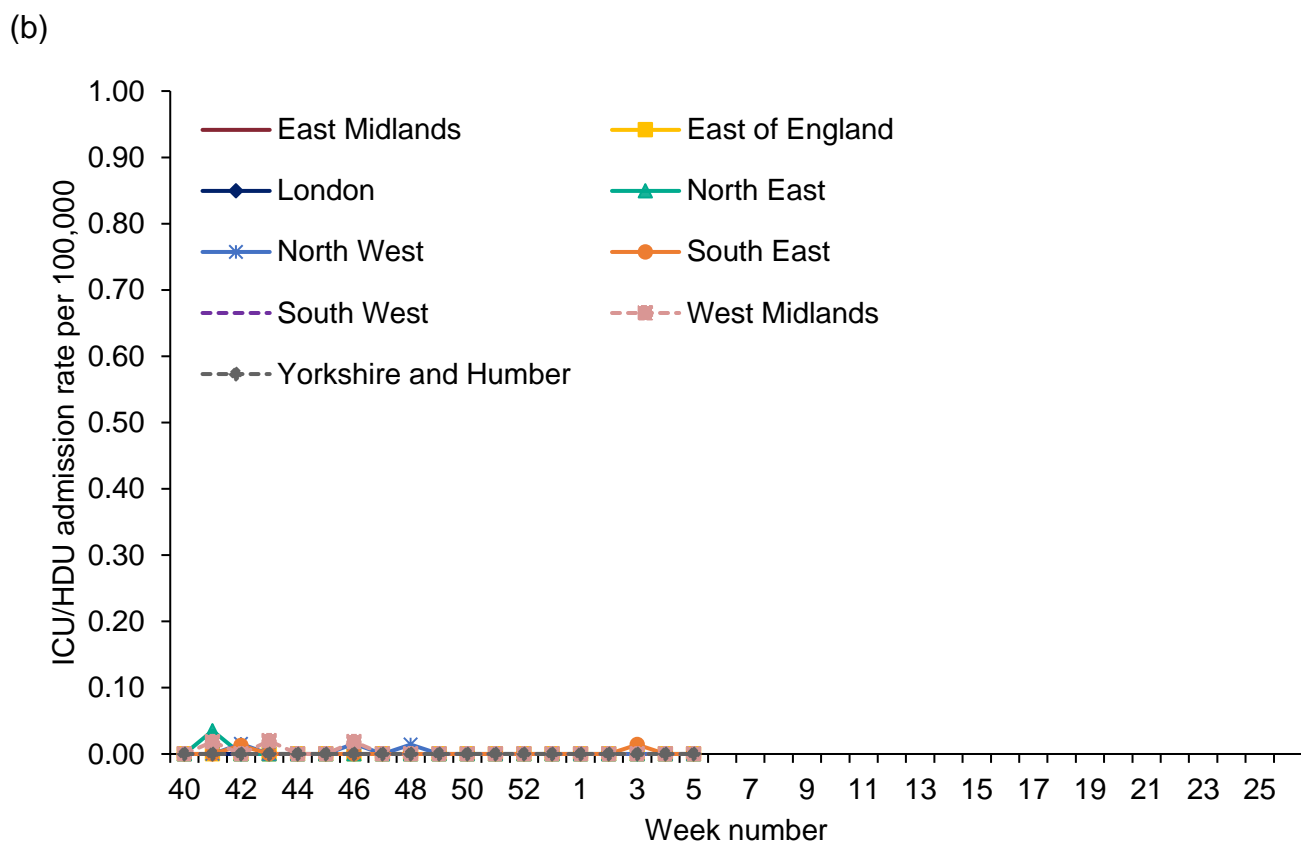 (b)
1.00
0.90
0.80
0.70
0.60
0.50
0.40
0.30
0.20
0.10
0.00
ICU/HDU admission rate per 100,000
East Midlands
East of England
London
North East
North West
South East
South West
West Midlands
Yorkshire and Humber
40 42 44 46 48 50 52 1 3 5 7 9 11 13 15 17 19 21 23 25
Week number